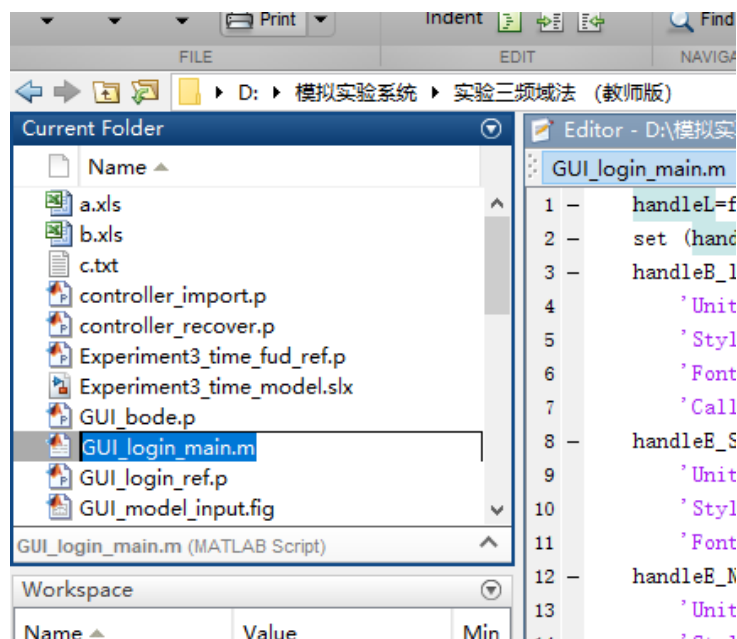 Print Indent Find
FILE EDIT NAVIGA
D: 模拟实验系统 实验三频域法 (教师版)
Current Folder
Name
a.xls
b.xls
c.txt
controller_import.p
controller_recover.p
Experiment3_time_fud_ref.p
Experiment3_time_model.slx
GUI_bode.p
GUI_login_main.m
GUI_login_ref.p
GUI_model_input.fig
GUI_login_main.m (MATLAB Script)
Workspace
Name Value Min
Editor - D:\模拟实
GUI_login_main.m
1 – handleL=f
2 – set (hand
3 – handleB_l
4 'Unit
5 'Styl
6 'Font
7 'Call
8 – handleE_S
9 'Unit
10 'Styl
11 'Font
12 – handleE_N
13 'Unit